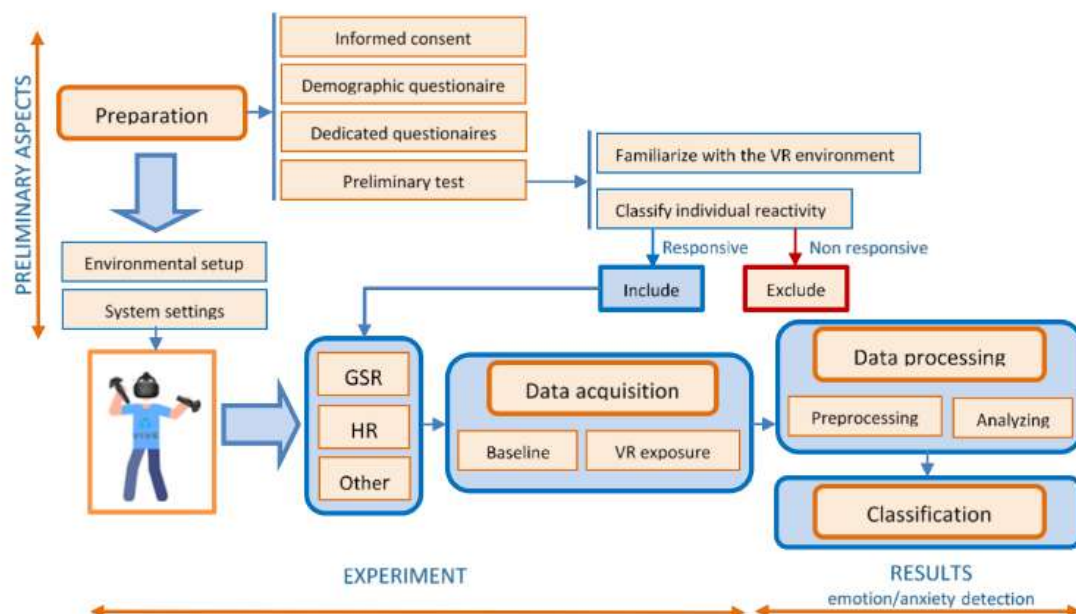 PRELIMINARY ASPECTS
Preparation
Informed consent
Demographic questionaire
Dedicated questionaires
Preliminary test
Familiarize with the VR environment
Classify individual reactivity
Responsive
Non responsive
Include
Exclude
Environmental setup
System settings
GSR
HR
Other
Data acquisition
Baseline
VR exposure
Data processing
Preprocessing
Analyzing
Classification
EXPERIMENT
RESULTS
emotion/anxiety detection